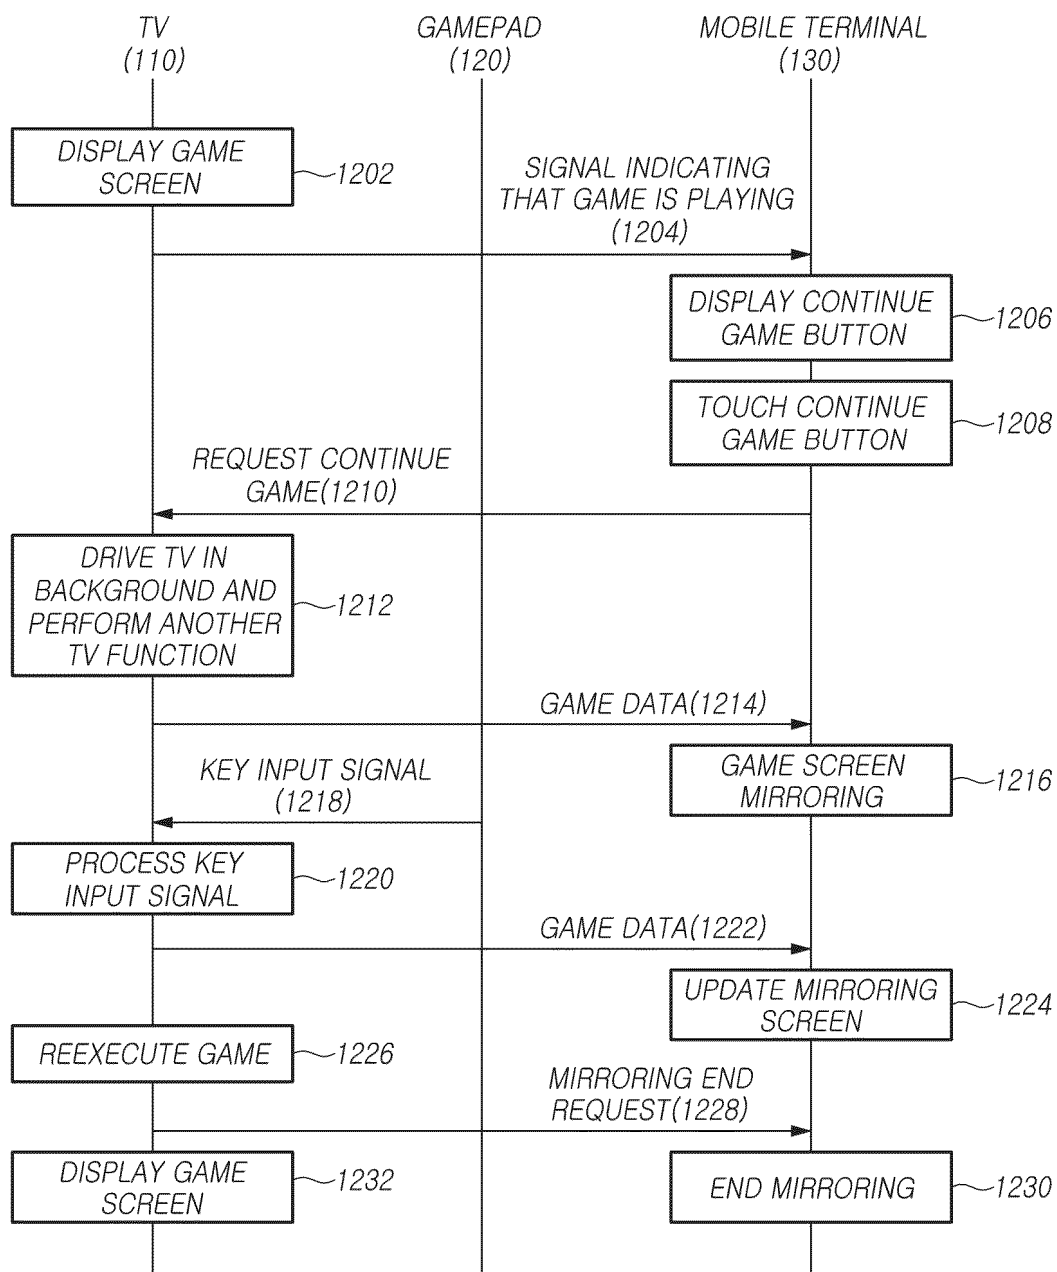 TV
(110)
GAMEPAD
(120)
MOBILE TERMINAL
(130)
DISPLAY GAME
SCREEN
1202
SIGNAL INDICATING
THAT GAME IS PLAYING
(1204)
DISPLAY CONTINUE
GAME BUTTON
1206
TOUCH CONTINUE
GAME BUTTON
1208
REQUEST CONTINUE
GAME(1210)
DRIVE TV IN
BACKGROUND AND
PERFORM ANOTHER
TV FUNCTION
1212
GAME DATA(1214)
GAME SCREEN
MIRRORING
1216
KEY INPUT SIGNAL
(1218)
PROCESS KEY
INPUT SIGNAL
1220
GAME DATA(1222)
UPDATE MIRRORING
SCREEN
1224
REEXECUTE GAME
1226
MIRRORING END
REQUEST(1228)
DISPLAY GAME
SCREEN
1232
END MIRRORING
1230